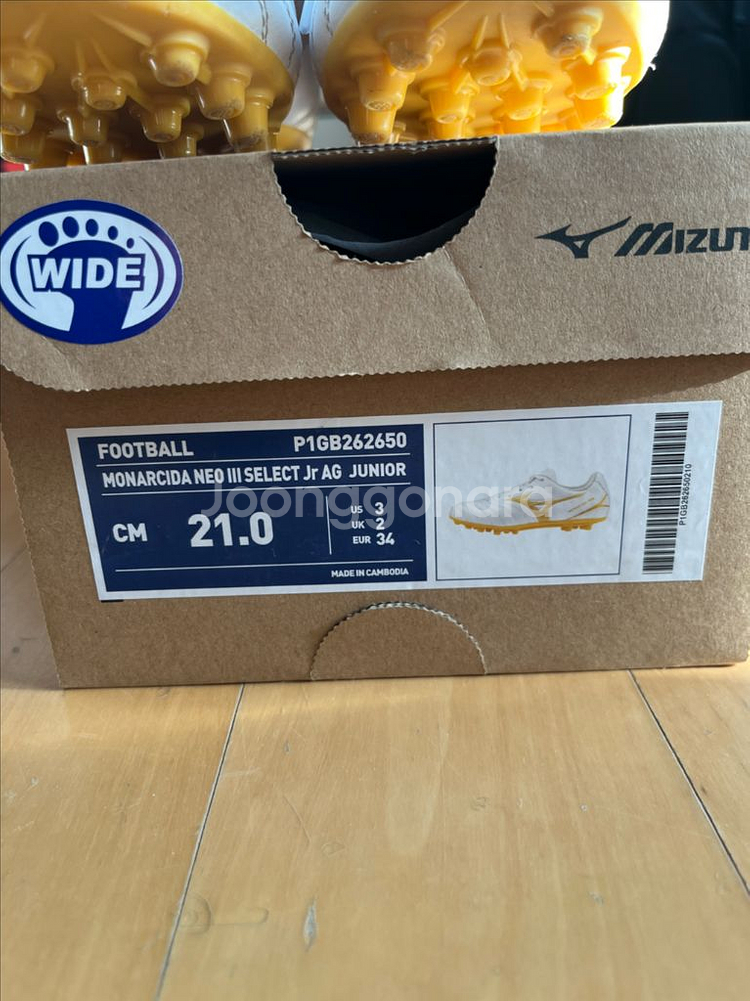 WIDE
MIZUN
FOOTBALL P1GB262650
MONARCIDA NEO III SELECT Jr AG JUNIOR
Joonggonara
CM 21.0
US 3
UK 2
EUR 34
MADE IN CAMBODIA
P1GB262650210